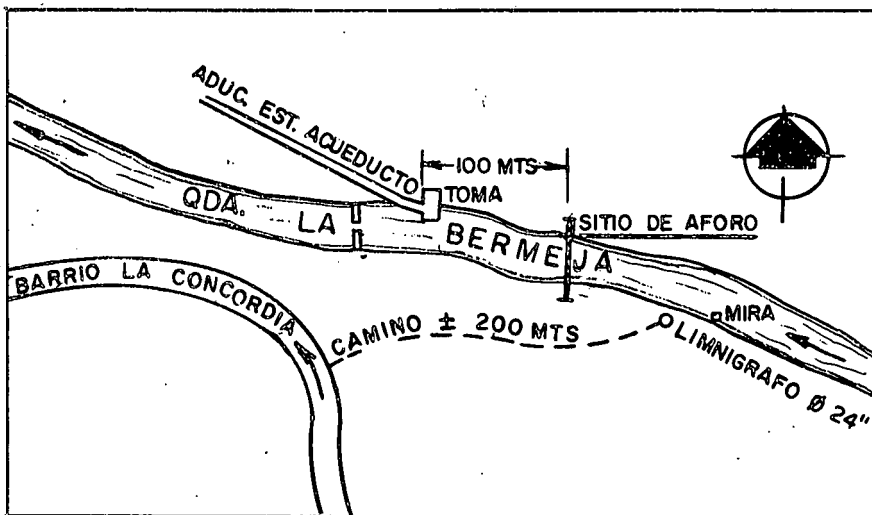 ADUC. EST. ACUEDUCTO
100 MTS
TOMA
SITIO DE AFORO
QDA. LA BERMEJA
MIRA
BARRIO LA CONCORDIA
CAMINO ± 200 MTS
LIMNIGRAFO Ø 24"